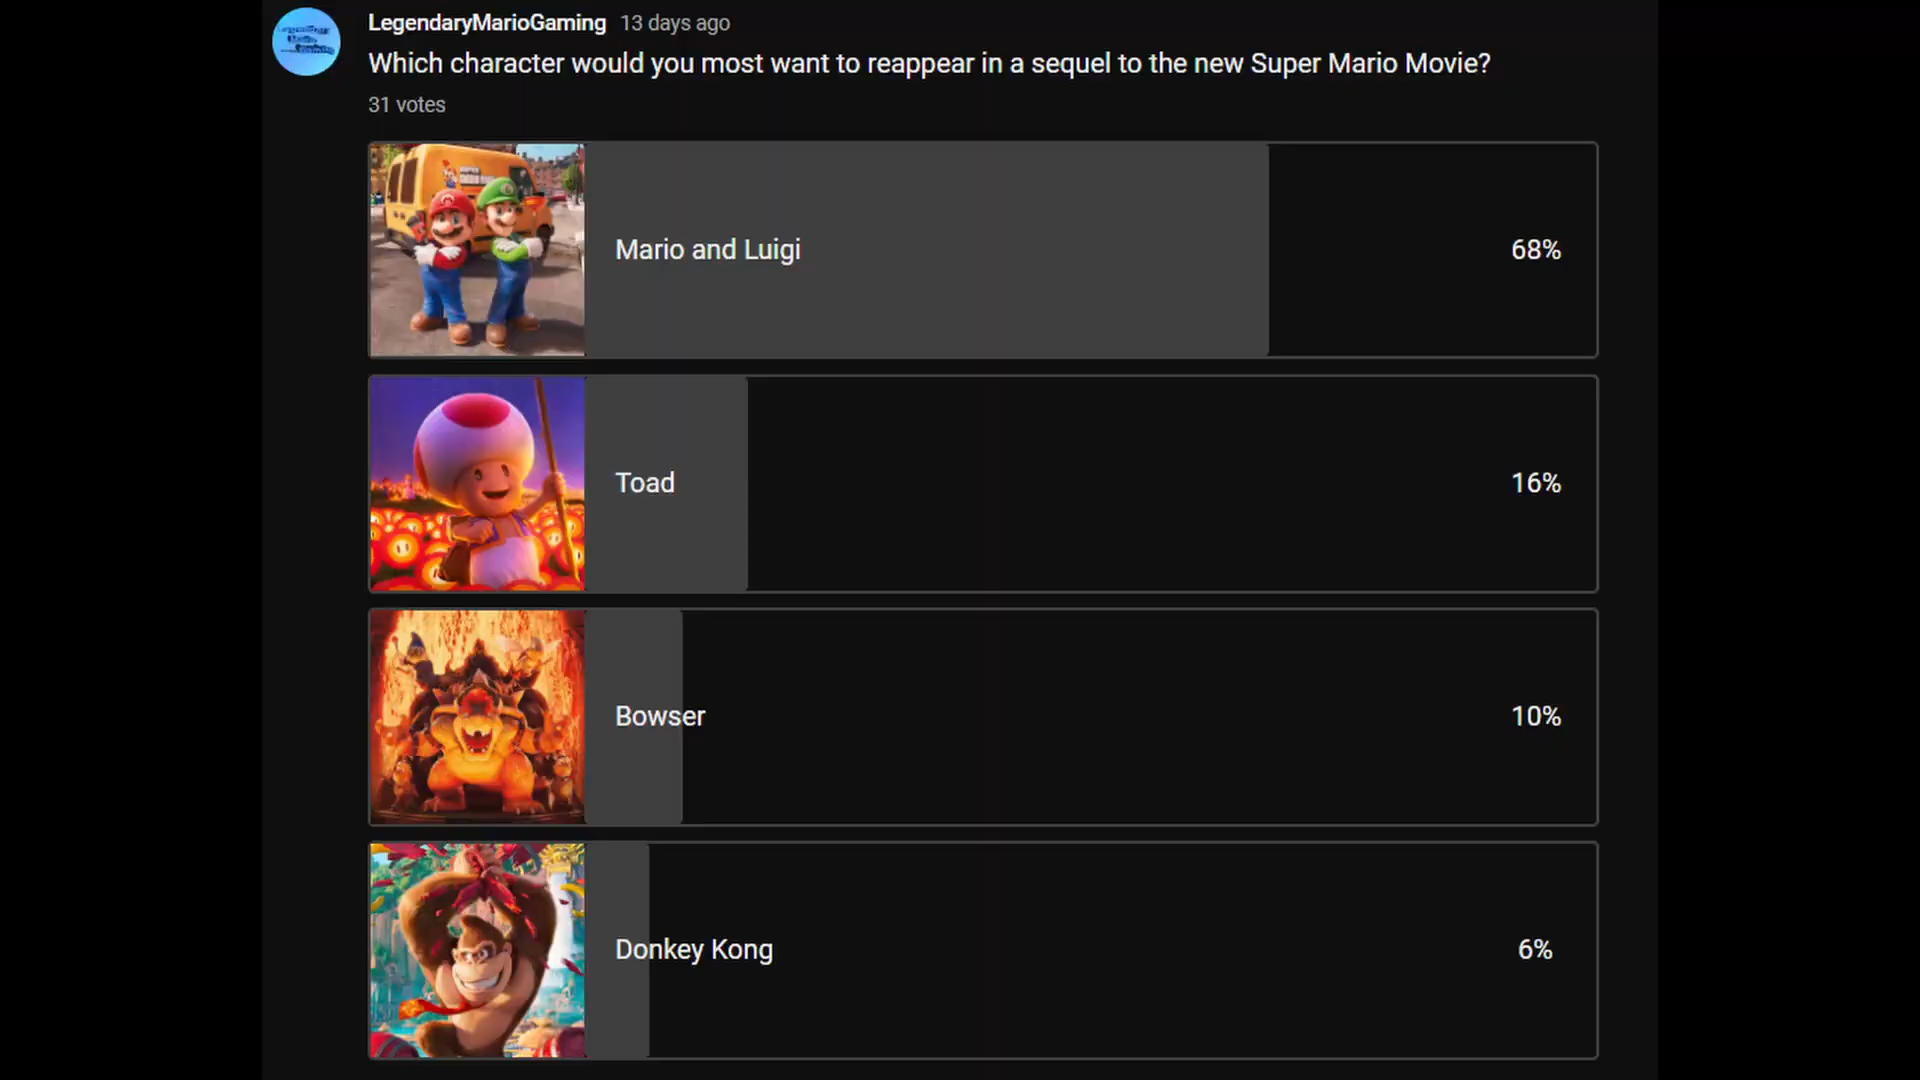 LegendaryMarioGaming 13 days ago
Which character would you most want to reappear in a sequel to the new Super Mario Movie?
31 votes
Mario and Luigi 68%
Toad 16%
Bowser 10%
Donkey Kong 6%